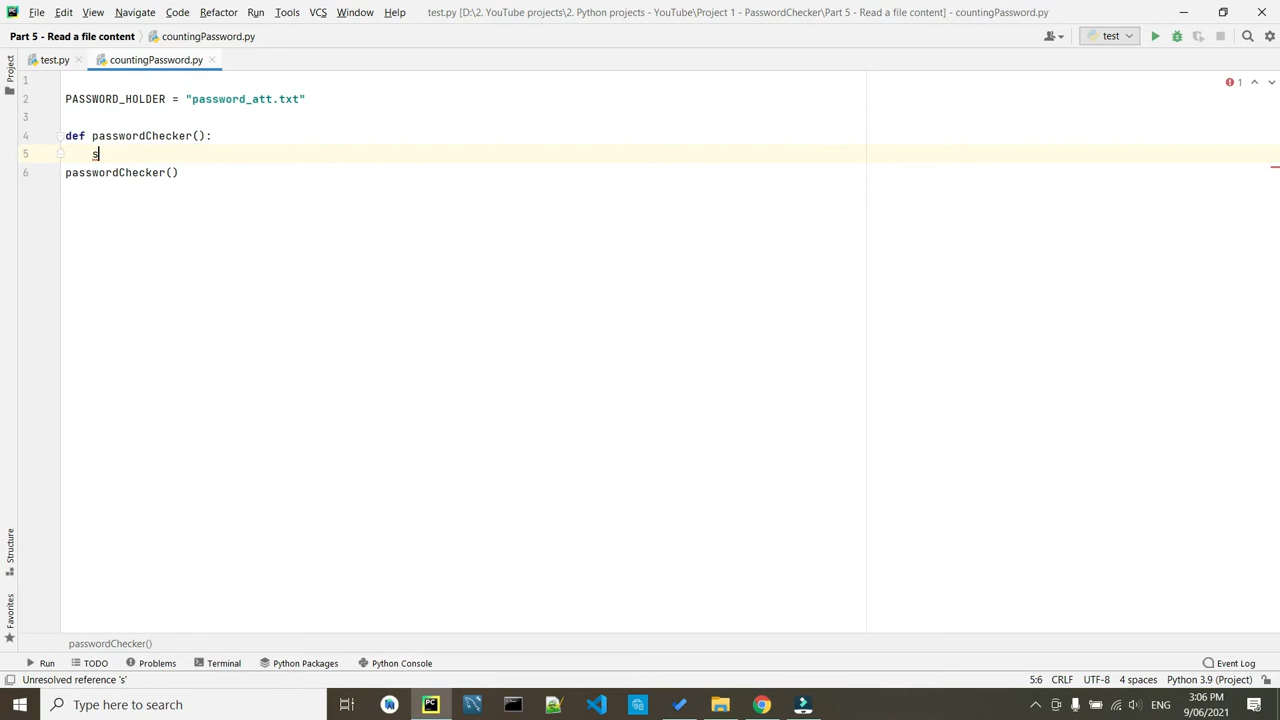 PC File Edit View Navigate Code Refactor Run Tools VCS Window Help test.py [D:\2. YouTube projects\2. Python projects - YouTube\Project 1 - PasswordChecker\Part 5 - Read a file content] - countingPassword.py
Part 5 - Read a file content countingPassword.py test
test.py countingPassword.py
Project
1
1
2 PASSWORD_HOLDER = "password_att.txt"
3
4 def passwordChecker():
5 s
6 passwordChecker()
Structure
Favorites
passwordChecker()
Run TODO Problems Terminal Python Packages Python Console Event Log
Unresolved reference 's' 5:6 CRLF UTF-8 4 spaces Python 3.9 (Project)
Type here to search PC ENG 3:06 PM
9/06/2021